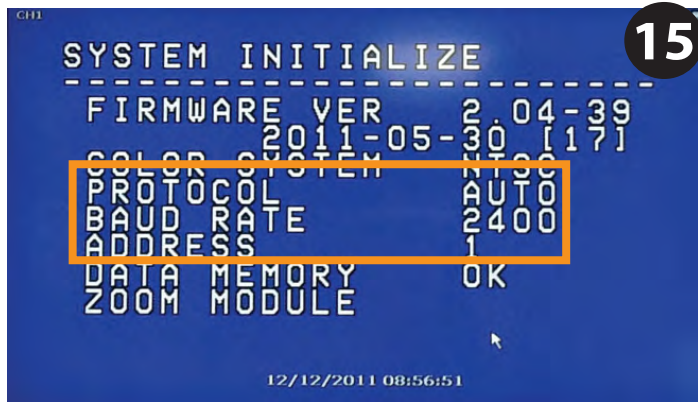 CH1
15
SYSTEM INITIALIZE
FIRMWARE VER 2.04-39
2011-05-30 [17]
COLOR SYSTEM NTSC
PROTOCOL AUTO
BAUD RATE 2400
ADDRESS 1
DATA MEMORY OK
ZOOM MODULE
12/12/2011 08:56:51